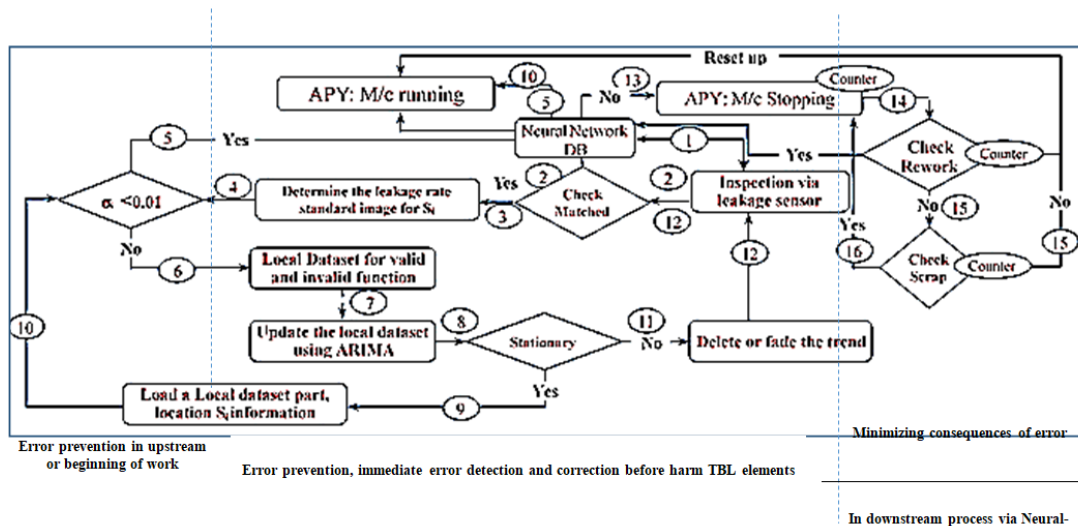 Reset up
10
13
Counter
APY: M/c running
5
No
APY: M/c Stopping
14
5
Yes
Neural Network
DB
1
Yes
Check
Rework
Counter
No
α <0.01
4
Determine the leakage rate
standard image for Si
Yes
2
3
Check
Matched
2
12
Inspection via
leakage sensor
No
15
Yes
16
15
No
6
Local Dataset for valid
and invalid function
12
Check
Scrap
Counter
7
10
Update the local dataset
using ARIMA
8
Stationary
11
No
Delete or fade the trend
Yes
Load a Local dataset part,
location Si information
9
Error prevention in upstream
or beginning of work
Error prevention, immediate error detection and correction before harm TBL elements
Minimizing consequences of error
In downstream process via Neural-